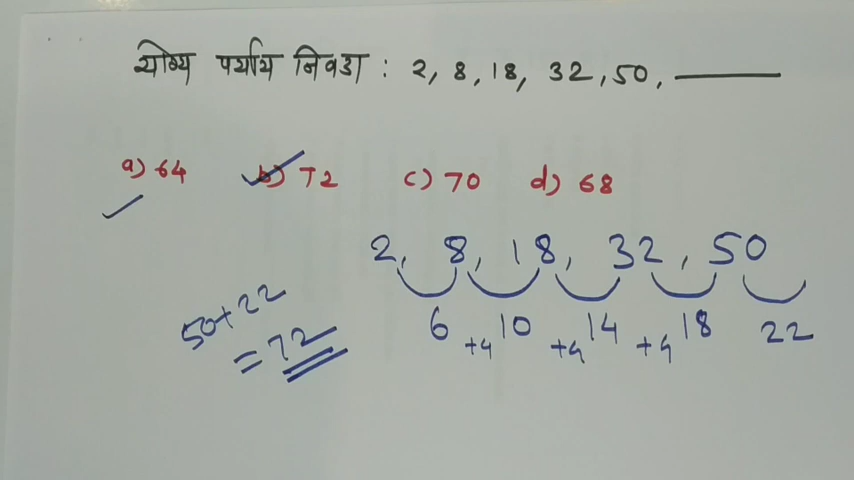 योग्य पर्याय निवडा : 2, 8, 18, 32, 50, ———
a) 64 b) 72 c) 70 d) 68
2, 8, 18, 32, 50
6 +4 10 +4 14 +4 18 22
50+22
= 72